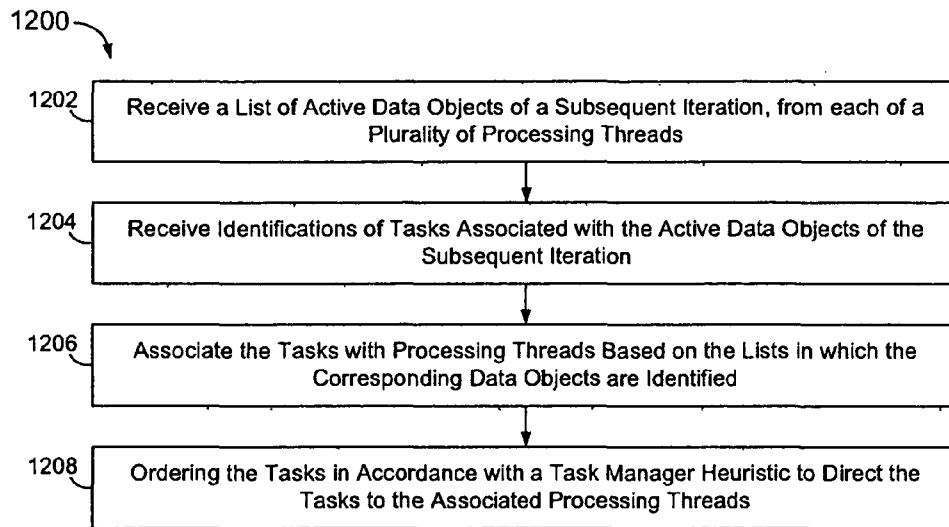 1200
1202
Receive a List of Active Data Objects of a Subsequent Iteration, from each of a
Plurality of Processing Threads
1204
Receive Identifications of Tasks Associated with the Active Data Objects of the
Subsequent Iteration
1206
Associate the Tasks with Processing Threads Based on the Lists in which the
Corresponding Data Objects are Identified
1208
Ordering the Tasks in Accordance with a Task Manager Heuristic to Direct the
Tasks to the Associated Processing Threads